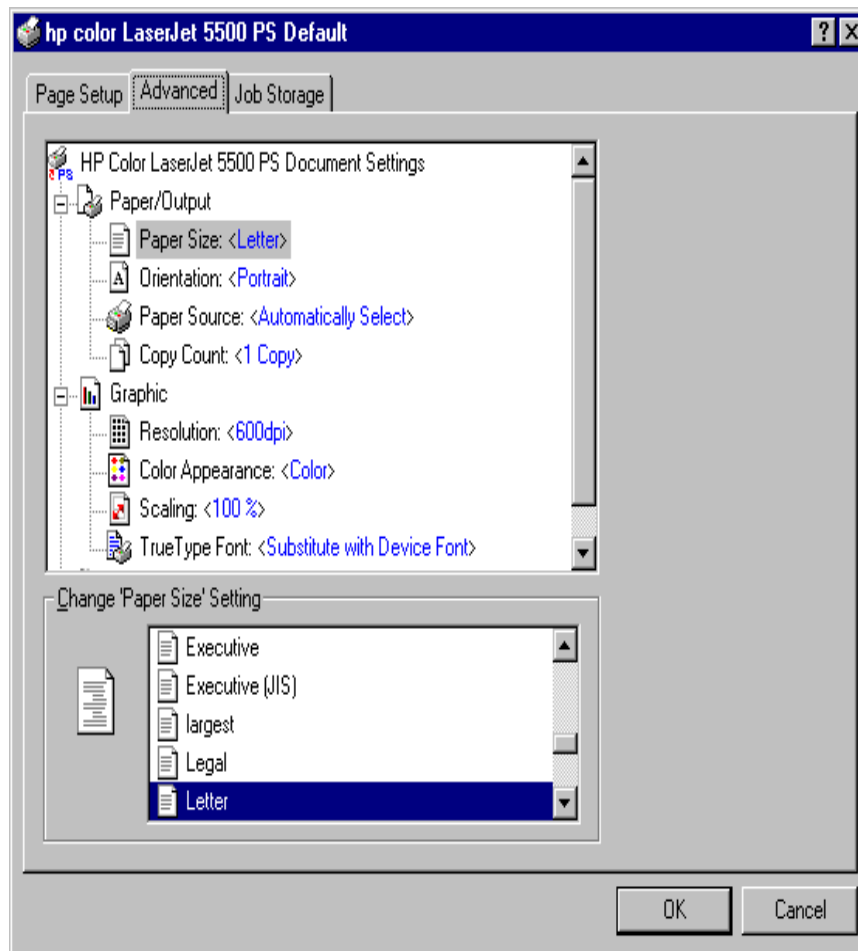 hp color LaserJet 5500 PS Default
Page Setup Advanced Job Storage
HP Color LaserJet 5500 PS Document Settings
Paper/Output
Paper Size: <Letter>
Orientation: <Portrait>
Paper Source: <Automatically Select>
Copy Count: <1 Copy>
Graphic
Resolution: <600dpi>
Color Appearance: <Color>
Scaling: <100 %>
TrueType Font: <Substitute with Device Font>
Change 'Paper Size' Setting
Executive
Executive (JIS)
largest
Legal
Letter
OK Cancel